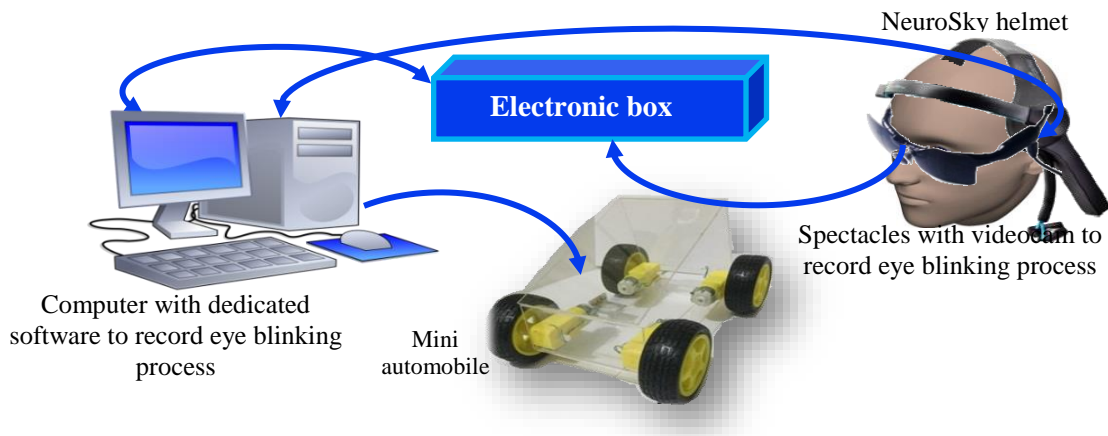 NeuroSky helmet
Electronic box
Spectacles with videocam to
record eye blinking process
Computer with dedicated
software to record eye blinking
process
Mini
automobile